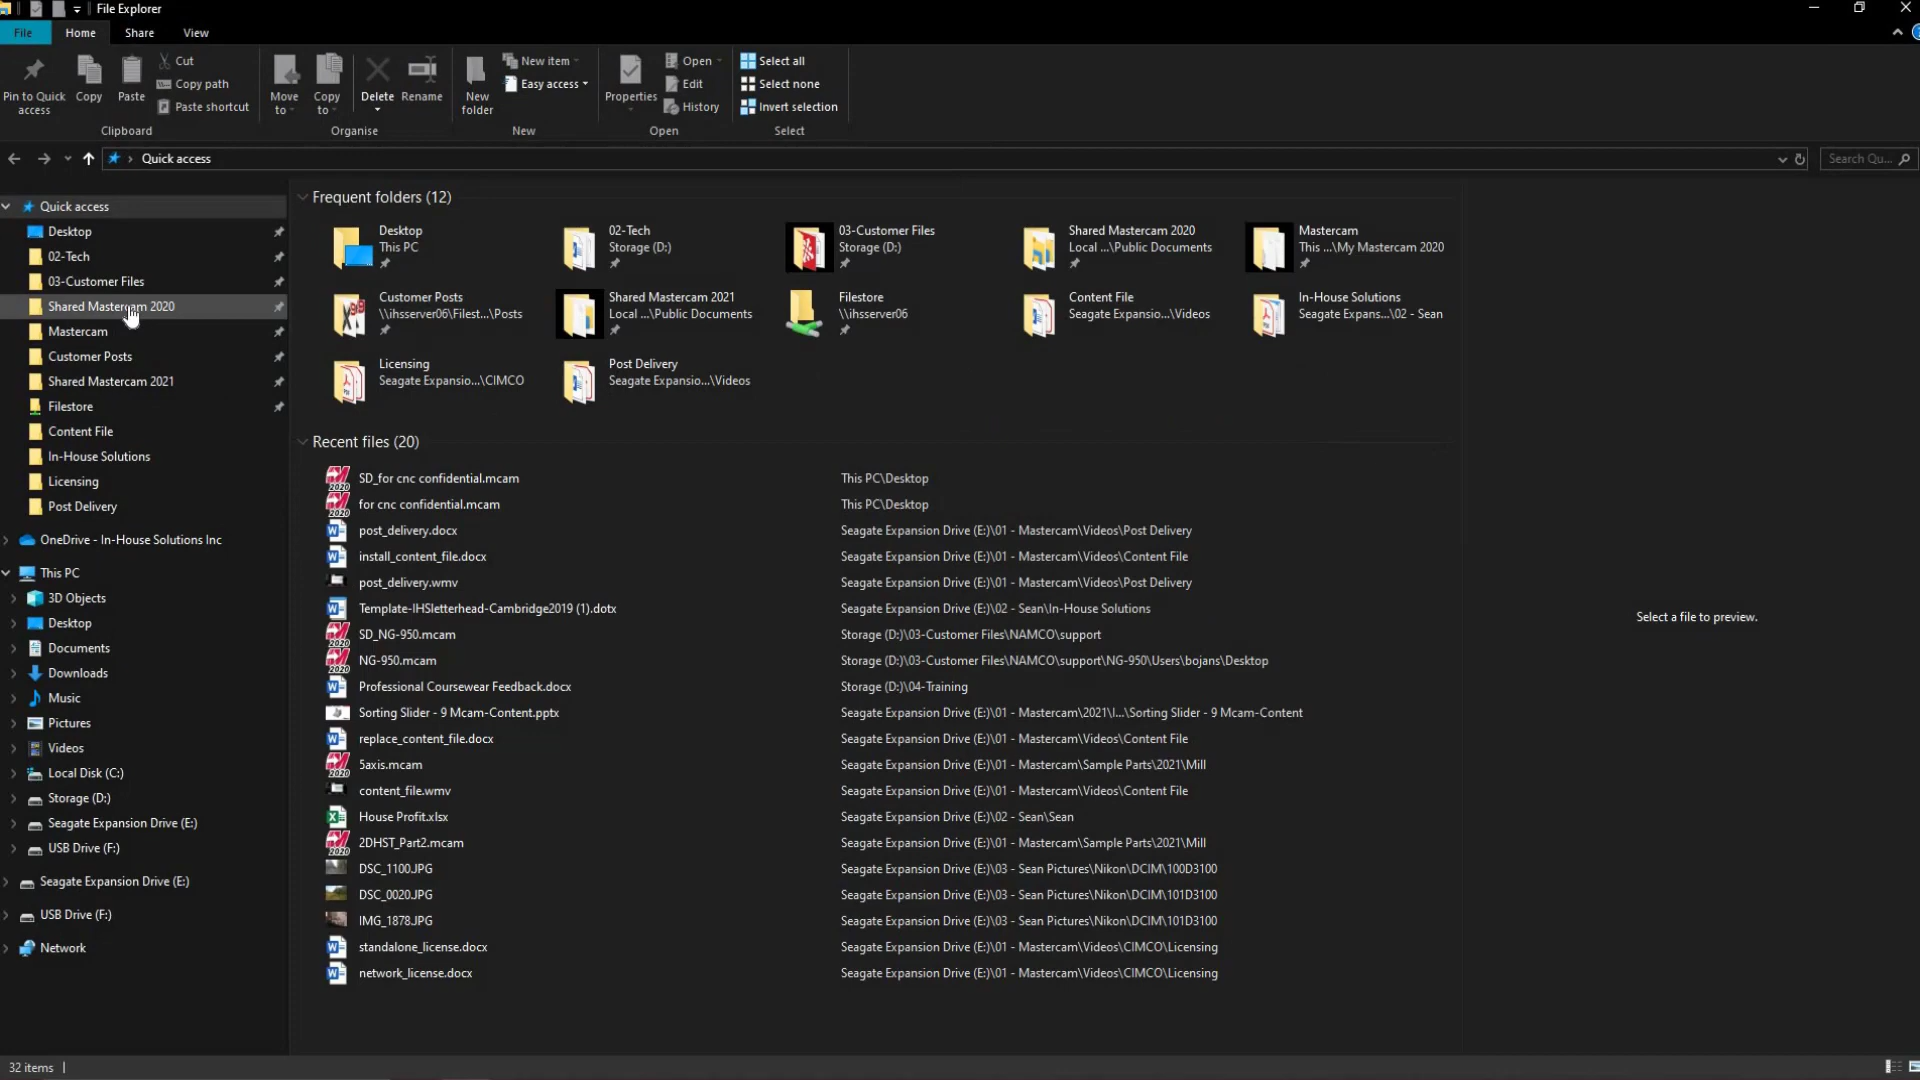 File Explorer
File Home Share View
Pin to Quick access
Copy
Paste
Cut
Copy path
Paste shortcut
Clipboard
Move to
Copy to
Delete
Rename
Organise
New folder
New item
Easy access
New
Properties
Open
Edit
History
Open
Select all
Select none
Invert selection
Select
Quick access
Search Qu...
Quick access
Desktop
02-Tech
03-Customer Files
Shared Mastercam 2020
Mastercam
Customer Posts
Shared Mastercam 2021
Filestore
Content File
In-House Solutions
Licensing
Post Delivery
OneDrive - In-House Solutions Inc
This PC
3D Objects
Desktop
Documents
Downloads
Music
Pictures
Videos
Local Disk (C:)
Storage (D:)
Seagate Expansion Drive (E:)
USB Drive (F:)
Seagate Expansion Drive (E:)
USB Drive (F:)
Network
Frequent folders (12)
Desktop
This PC
02-Tech
Storage (D:)
03-Customer Files
Storage (D:)
Shared Mastercam 2020
Local ...\Public Documents
Mastercam
This ...\My Mastercam 2020
Customer Posts
\\ihsserver06\Filest...\Posts
Shared Mastercam 2021
Local ...\Public Documents
Filestore
\\ihsserver06
Content File
Seagate Expansio...\Videos
In-House Solutions
Seagate Expans...\02 - Sean
Licensing
Seagate Expansio...\CIMCO
Post Delivery
Seagate Expansio...\Videos
Recent files (20)
SD_for cnc confidential.mcam This PC\Desktop
for cnc confidential.mcam This PC\Desktop
post_delivery.docx Seagate Expansion Drive (E:)\01 - Mastercam\Videos\Post Delivery
install_content_file.docx Seagate Expansion Drive (E:)\01 - Mastercam\Videos\Content File
post_delivery.wmv Seagate Expansion Drive (E:)\01 - Mastercam\Videos\Post Delivery
Template-IHSletterhead-Cambridge2019 (1).dotx Seagate Expansion Drive (E:)\02 - Sean\In-House Solutions
SD_NG-950.mcam Storage (D:)\03-Customer Files\NAMCO\support
NG-950.mcam Storage (D:)\03-Customer Files\NAMCO\support\NG-950\Users\bojans\Desktop
Professional Coursewear Feedback.docx Storage (D:)\04-Training
Sorting Slider - 9 Mcam-Content.pptx Seagate Expansion Drive (E:)\01 - Mastercam\2021\I...\Sorting Slider - 9 Mcam-Content
replace_content_file.docx Seagate Expansion Drive (E:)\01 - Mastercam\Videos\Content File
5axis.mcam Seagate Expansion Drive (E:)\01 - Mastercam\Sample Parts\2021\Mill
content_file.wmv Seagate Expansion Drive (E:)\01 - Mastercam\Videos\Content File
House Profit.xlsx Seagate Expansion Drive (E:)\02 - Sean\Sean
2DHST_Part2.mcam Seagate Expansion Drive (E:)\01 - Mastercam\Sample Parts\2021\Mill
DSC_1100.JPG Seagate Expansion Drive (E:)\03 - Sean Pictures\Nikon\DCIM\100D3100
DSC_0020.JPG Seagate Expansion Drive (E:)\03 - Sean Pictures\Nikon\DCIM\101D3100
IMG_1878.JPG Seagate Expansion Drive (E:)\03 - Sean Pictures\Nikon\DCIM\101D3100
standalone_license.docx Seagate Expansion Drive (E:)\01 - Mastercam\Videos\CIMCO\Licensing
network_license.docx Seagate Expansion Drive (E:)\01 - Mastercam\Videos\CIMCO\Licensing
Select a file to preview.
32 items